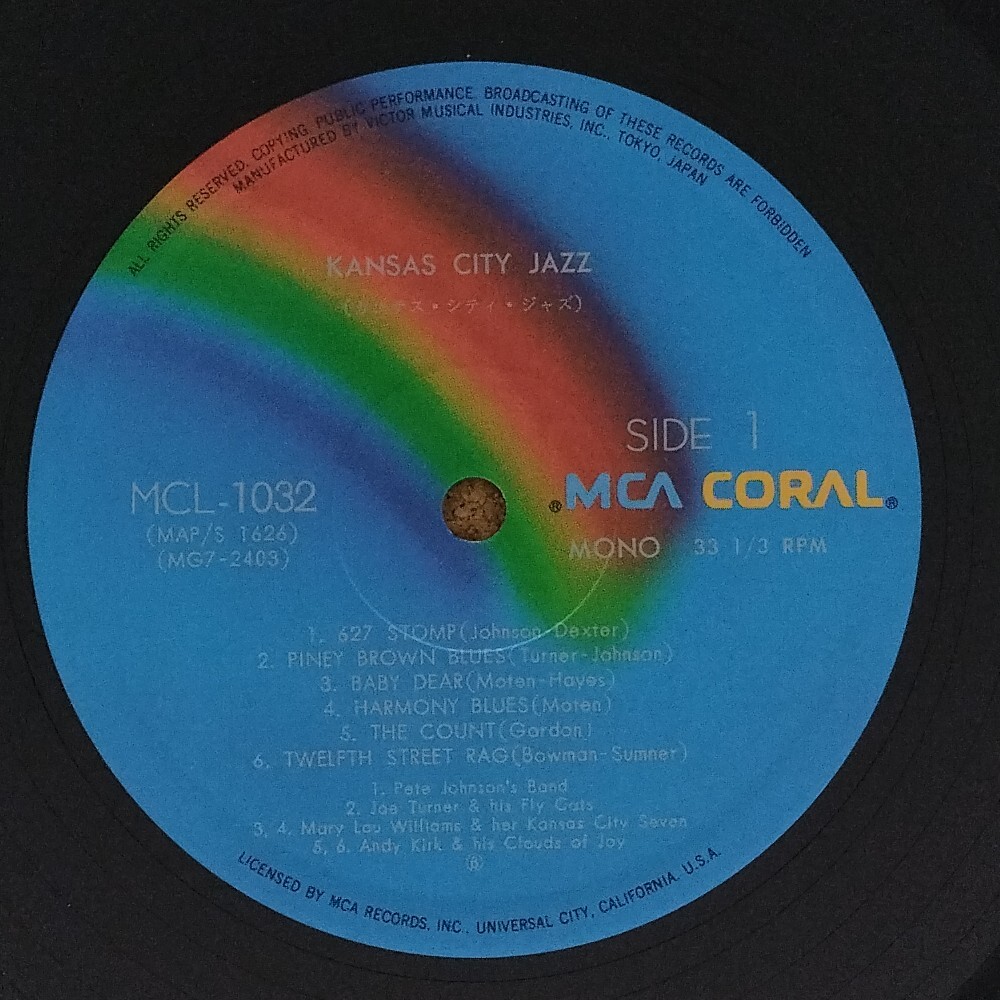 ALL RIGHTS RESERVED. COPYING. PUBLIC PERFORMANCE. BROADCASTING OF THESE RECORDS ARE FORBIDDEN
MANUFACTURED BY VICTOR MUSICAL INDUSTRIES, INC., TOKYO, JAPAN
KANSAS CITY JAZZ
(カンサス・シティ・ジャズ)
SIDE 1
MCL-1032
®MCA CORAL®
(MAP/S 1626)
MONO 33 1/3 RPM
(MG7-2403)
1. 627 STOMP(Johnson-Dexter)
2. PINEY BROWN BLUES(Turner-Johnson)
3. BABY DEAR(Moten-Hayes)
4. HARMONY BLUES(Moten)
5. THE COUNT(Gordon)
6. TWELFTH STREET RAG(Bowman-Sumner)
1. Pete Johnson's Band
2. Joe Turner & his Fly Cats
3, 4. Mary Lou Williams & her Kansas City Seven
5, 6. Andy Kirk & his Clouds of Joy
Ⓡ
LICENSED BY MCA RECORDS, INC., UNIVERSAL CITY, CALIFORNIA, U.S.A.